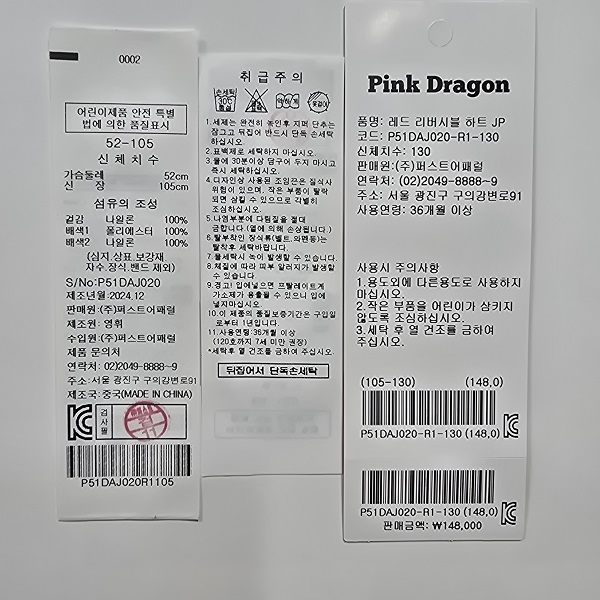 0002
어린이제품 안전 특별
법에 의한 품질표시
52-105
신체치수
가슴둘레 52cm
신 장 105cm
섬유의 조성
겉감 나일론 100%
배색1 폴리에스터 100%
배색2 나일론 100%
(심지,상표,보강재,
자수,장식,밴드 제외)
S/No:P51DAJ020
제조년월:2024.12
판매원:(주)퍼스트어패럴
제조원: 영휘
수입원:(주)퍼스트어패럴
제품 문의처
연락처: 02)2049-8888~9
주소:서울 광진구 구의강변로91
제조국:중국(MADE IN CHINA)
검사필
P51DAJ020R1105
취급주의
손세탁
30℃
중성
옷걸이
1.세제는 완전히 녹인후 지퍼 단추는
잠그고 뒤집어 반드시 단독 손세탁
하십시오.
2.표백제로 세탁하지 마십시오.
3.물에 30분이상 담구어 두지 마시고
즉시 세탁하십시오.
4.디자인상 사용된 조임끈은 질식사
위험이 있으며, 작은 부품이 탈락
되면 삼킬 수 있으므로 각별히
조심하십시오.
5.나염부분에 다림질을 절대
금합니다.(열에 의해 손상됩니다.)
6.탈부착인 장식류(벨트,와펜등)는
탈착후 세탁바랍니다.
7.물세탁시 녹이 발생할 수 있습니다.
8.체질에 따라 피부 알러지가 발생할수
있습니다.
9.경고! 입에넣으면 프탈레이트계
가소제가 용출될 수 있으니 입에
넣지마십시오.
10.이 제품의 품질보증기간은 구입일
로부터 1년입니다.
11.사용연령:36개월 이상
(120호까지 7세 미만 권장)
*세탁후 열 건조를 금하여 주십시오.
뒤집어서 단독손세탁
Pink Dragon
품명: 레드 리버시블 하트 JP
코드: P51DAJ020-R1-130
신체치수: 130
판매원:(주)퍼스트어패럴
연락처: (02)2049-8888~9
주소: 서울 광진구 구의강변로91
사용연령: 36개월 이상
사용시 주의사항
1.용도외에 다른용도로 사용하지
마십시오.
2.작은 부품을 어린이가 삼키지
않도록 조심하십시오.
3.세탁 후 열 건조를 금하여
주십시오.
(105-130) (148,0)
P51DAJ020-R1-130 (148,0)
P51DAJ020-R1-130 (148,0)
판매금액: ₩148,000